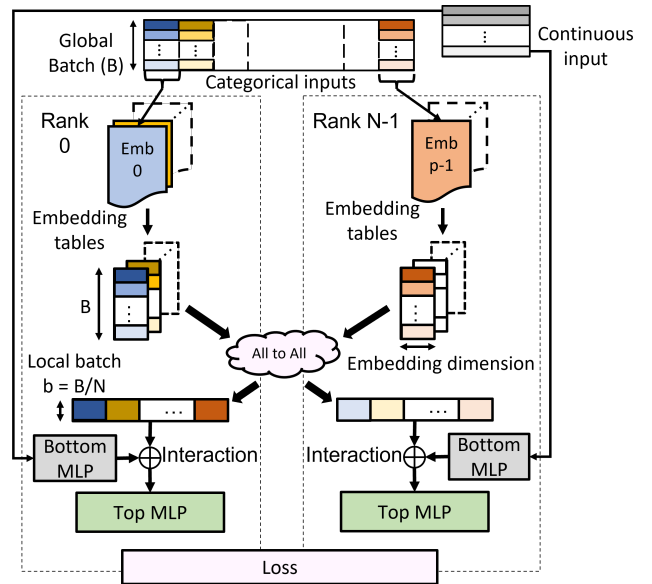 Global
Batch (B)
Continuous
input
Categorical inputs
Rank
0
Rank N-1
Emb
0
Emb
p-1
Embedding
tables
Embedding
tables
B
All to All
Embedding dimension
Local batch
b = B/N
Bottom
MLP
Interaction
Interaction
Bottom
MLP
Top MLP
Top MLP
Loss